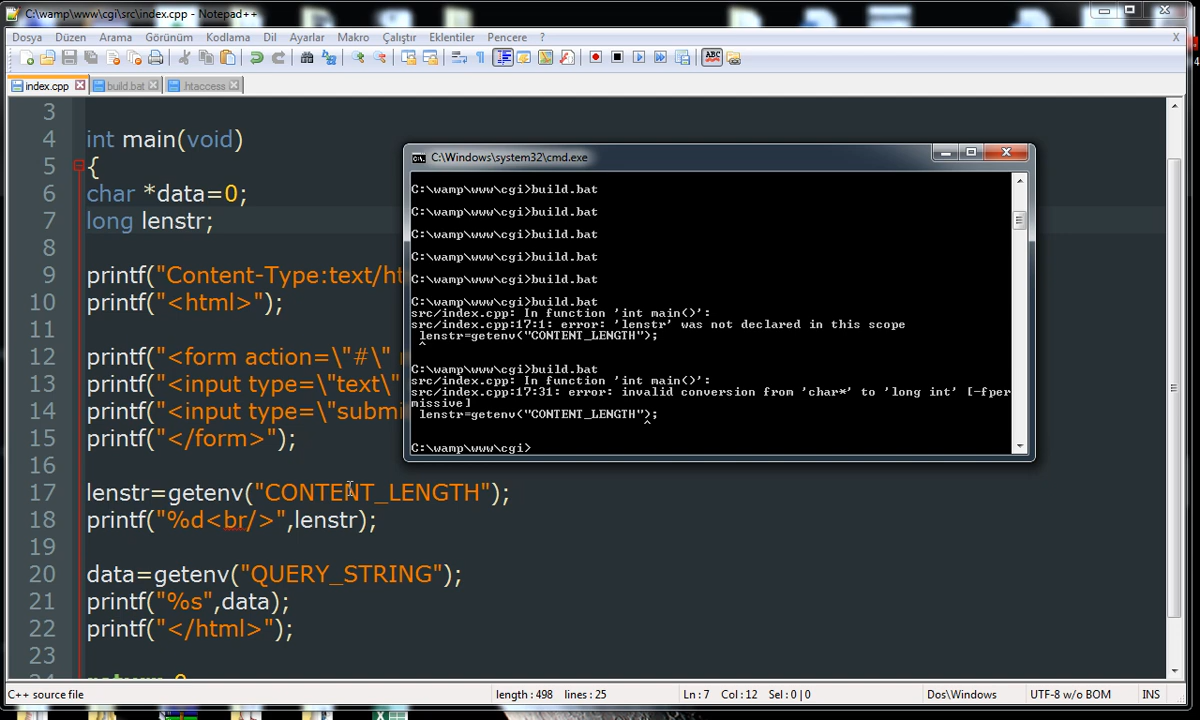 C:\wamp\www\cgi\src\index.cpp - Notepad++
Dosya Düzen Arama Görünüm Kodlama Dil Ayarlar Makro Çalıştır Eklentiler Pencere ? X
ABC
index.cpp build.bat .htaccess
3
4 int main(void)
5 {
6 char *data=0;
7 long lenstr;
8
9 printf("Content-Type:text/ht
10 printf("<html>");
11
12 printf("<form action=\"#\"
13 printf("<input type=\"text\"
14 printf("<input type=\"submi
15 printf("</form>");
16
17 lenstr=getenv("CONTENT_LENGTH");
18 printf("%d<br/>",lenstr);
19
20 data=getenv("QUERY_STRING");
21 printf("%s",data);
22 printf("</html>");
23
C:\Windows\system32\cmd.exe
C:\wamp\www\cgi>build.bat
C:\wamp\www\cgi>build.bat
C:\wamp\www\cgi>build.bat
C:\wamp\www\cgi>build.bat
C:\wamp\www\cgi>build.bat
C:\wamp\www\cgi>build.bat
src/index.cpp: In function 'int main()':
src/index.cpp:17:1: error: 'lenstr' was not declared in this scope
lenstr=getenv("CONTENT_LENGTH");
^
C:\wamp\www\cgi>build.bat
src/index.cpp: In function 'int main()':
src/index.cpp:17:31: error: invalid conversion from 'char*' to 'long int' [-fper
missive]
lenstr=getenv("CONTENT_LENGTH");
^
C:\wamp\www\cgi>
C++ source file length : 498 lines : 25 Ln : 7 Col : 12 Sel : 0 | 0 Dos\Windows UTF-8 w/o BOM INS